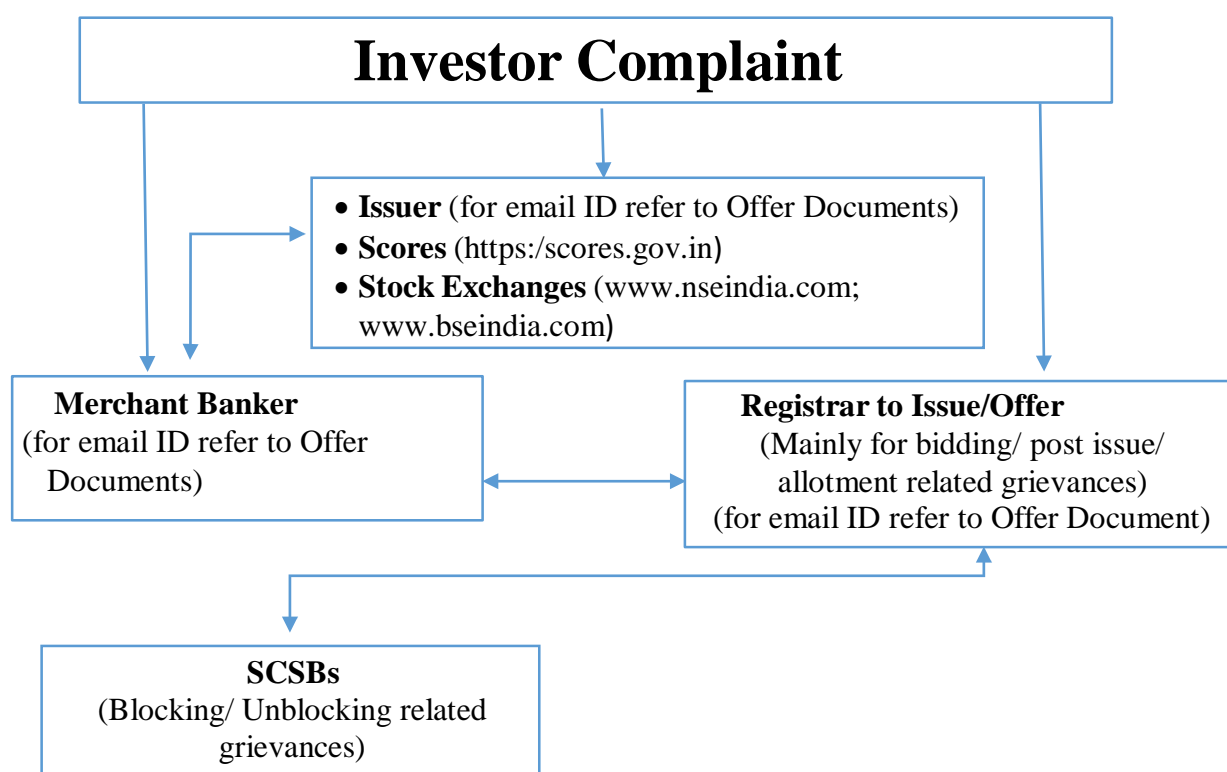 Investor Complaint
• Issuer (for email ID refer to Offer Documents)
• Scores (https:/scores.gov.in)
• Stock Exchanges (www.nseindia.com;
www.bseindia.com)
Merchant Banker
(for email ID refer to Offer
Documents)
Registrar to Issue/Offer
(Mainly for bidding/ post issue/
allotment related grievances)
(for email ID refer to Offer Document)
SCSBs
(Blocking/ Unblocking related
grievances)